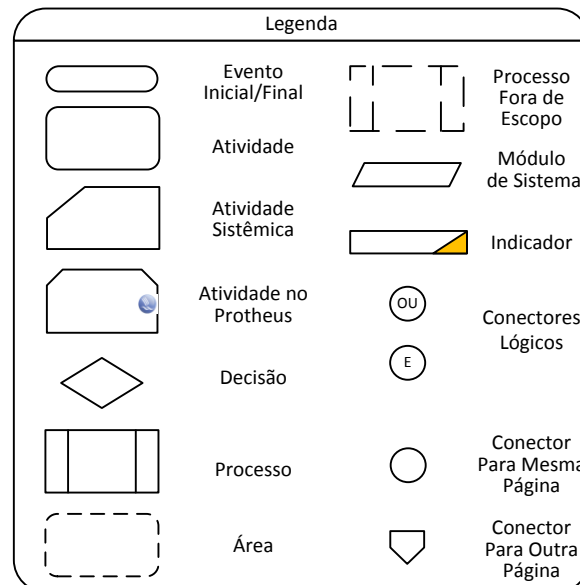 Legenda
Evento
Inicial/Final
Atividade
Atividade
Sistêmica
Atividade no
Protheus
Decisão
Processo
Área
Processo
Fora de
Escopo
Módulo
de Sistema
Indicador
OU
E
Conectores
Lógicos
Conector
Para Mesma
Página
Conector
Para Outra
Página